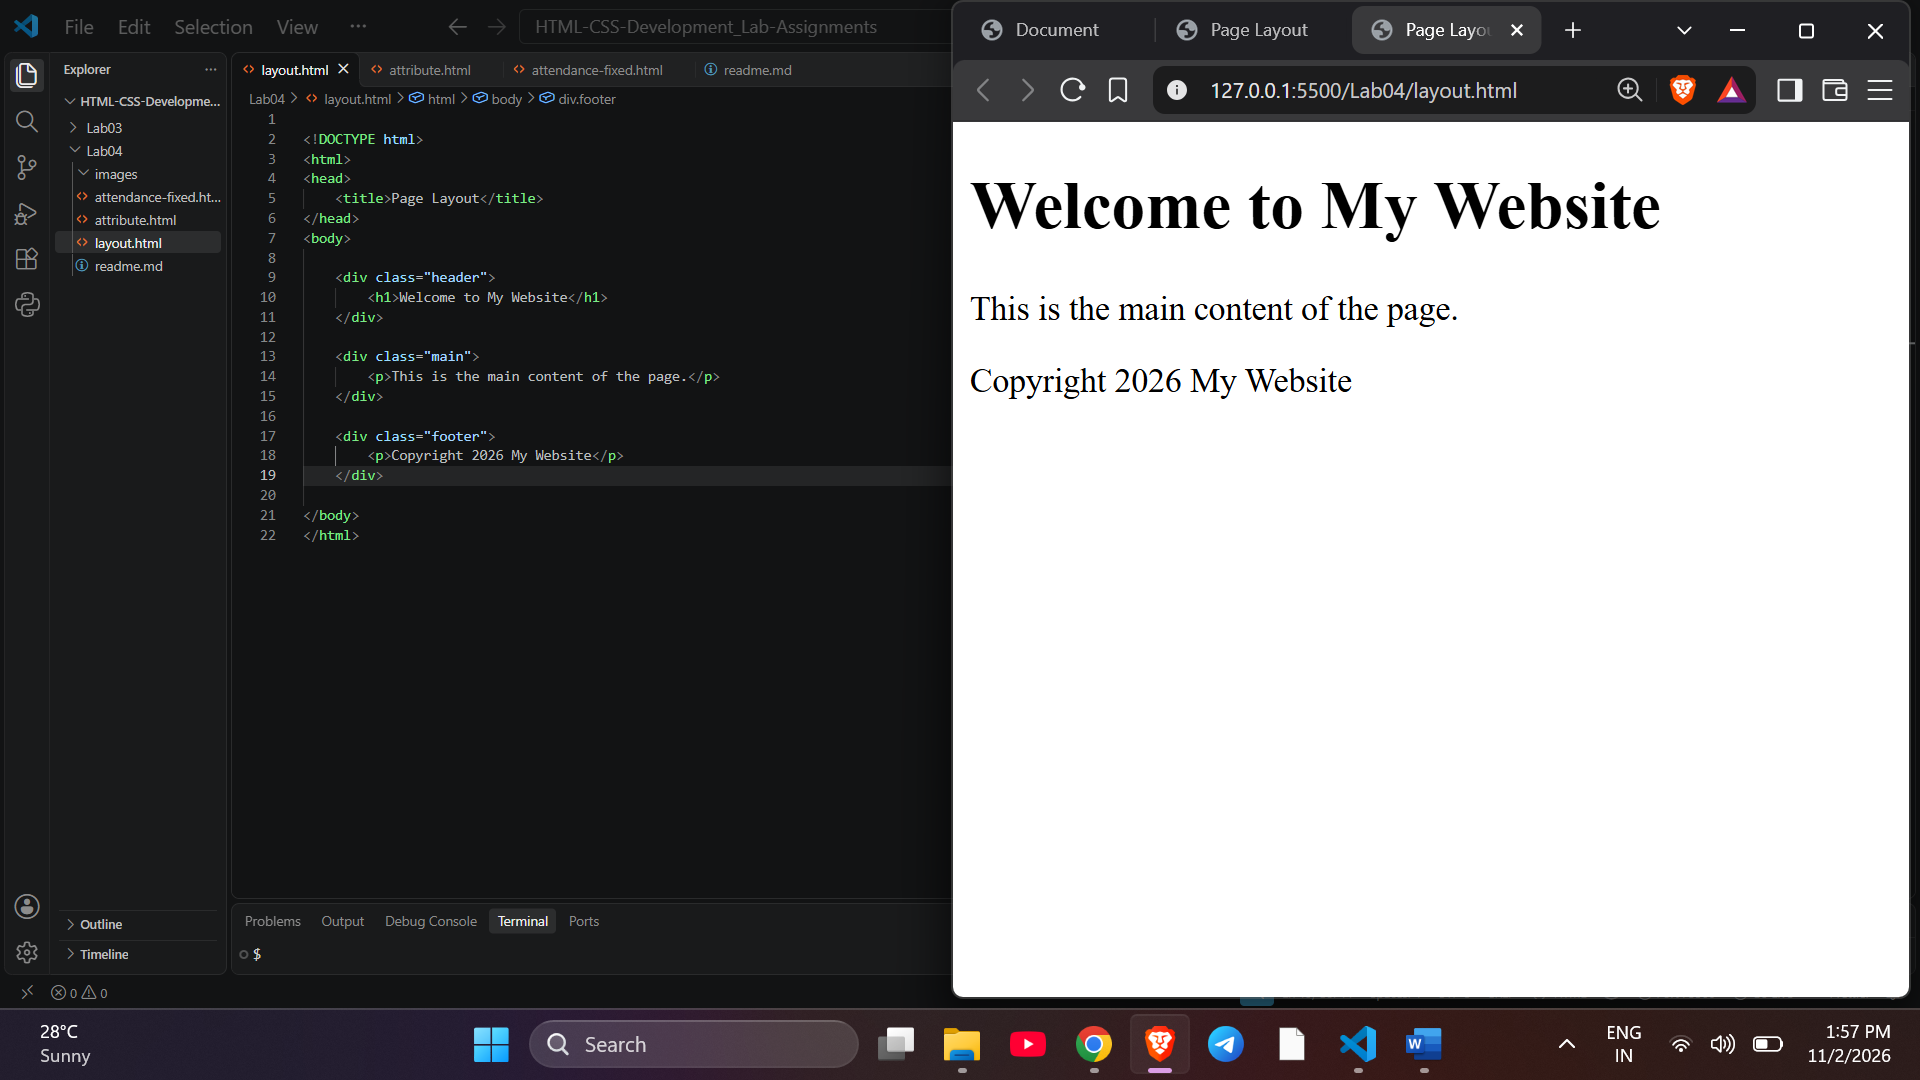 File Edit Selection View ···
HTML-CSS-Development_Lab-Assignments
Explorer ···
HTML-CSS-Developme...
Lab03
Lab04
images
attendance-fixed.ht...
attribute.html
layout.html
readme.md
Outline
Timeline
0 0
layout.html
attribute.html
attendance-fixed.html
readme.md
Lab04 > layout.html > html > body > div.footer
1
2 <!DOCTYPE html>
3 <html>
4 <head>
5 <title>Page Layout</title>
6 </head>
7 <body>
8
9 <div class="header">
10 <h1>Welcome to My Website</h1>
11 </div>
12
13 <div class="main">
14 <p>This is the main content of the page.</p>
15 </div>
16
17 <div class="footer">
18 <p>Copyright 2026 My Website</p>
19 </div>
20
21 </body>
22 </html>
Problems Output Debug Console Terminal Ports
$
Document
Page Layout
Page Layou
127.0.0.1:5500/Lab04/layout.html
Welcome to My Website
This is the main content of the page.
Copyright 2026 My Website
28°C
Sunny
Search
ENG
IN
1:57 PM
11/2/2026